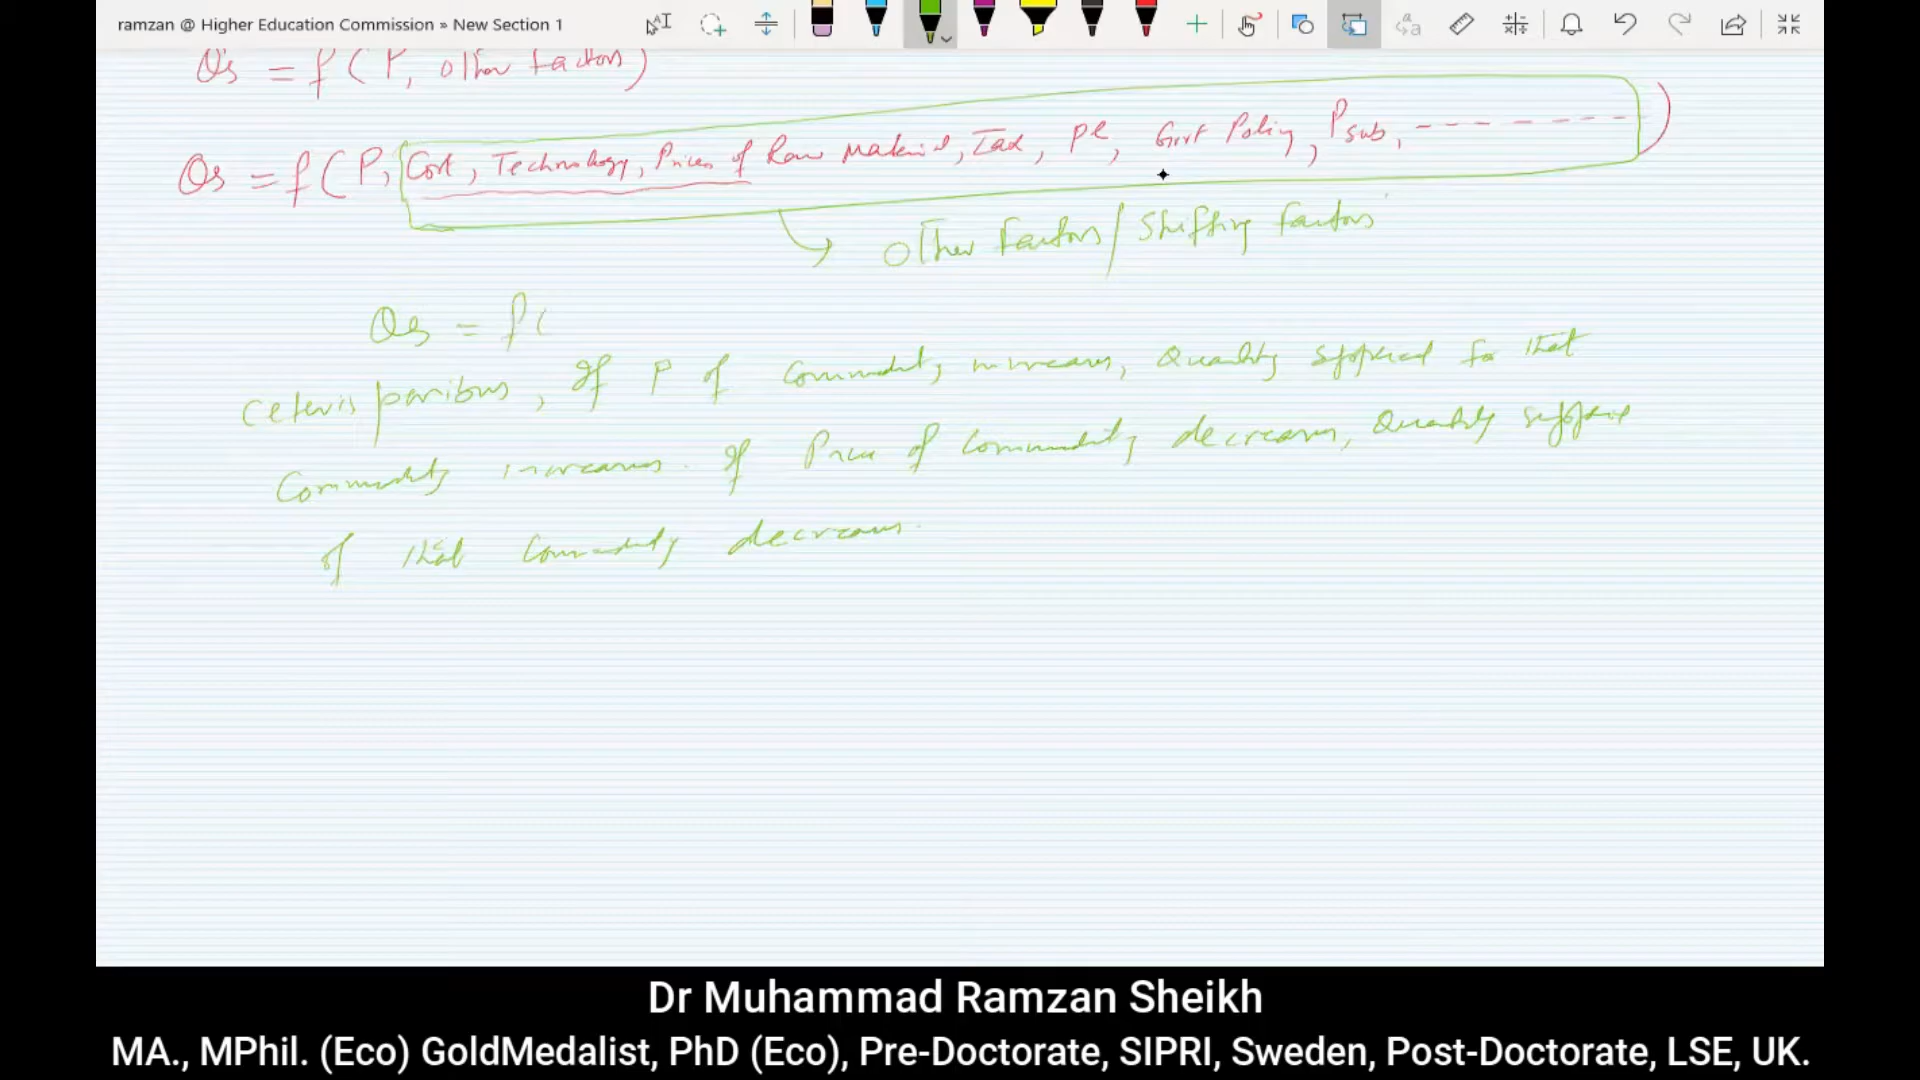 ramzan @ Higher Education Commission » New Section 1
Qs = f ( P, other factors )
Qs = f ( P, Cost, Technology, Prices of Raw Material, Tax, Pe, Govt Policy, Psub, - - - - - - - - )
Other Factors / Shifting factors
Qs = f (
Ceteris paribus, If P of Commodity increases, Quantity supplied for that
Commodity increases. If Price of Commodity decreases, Quantity supplied
of that Commodity decreases.
Dr Muhammad Ramzan Sheikh
MA., MPhil. (Eco) GoldMedalist, PhD (Eco), Pre-Doctorate, SIPRI, Sweden, Post-Doctorate, LSE, UK.